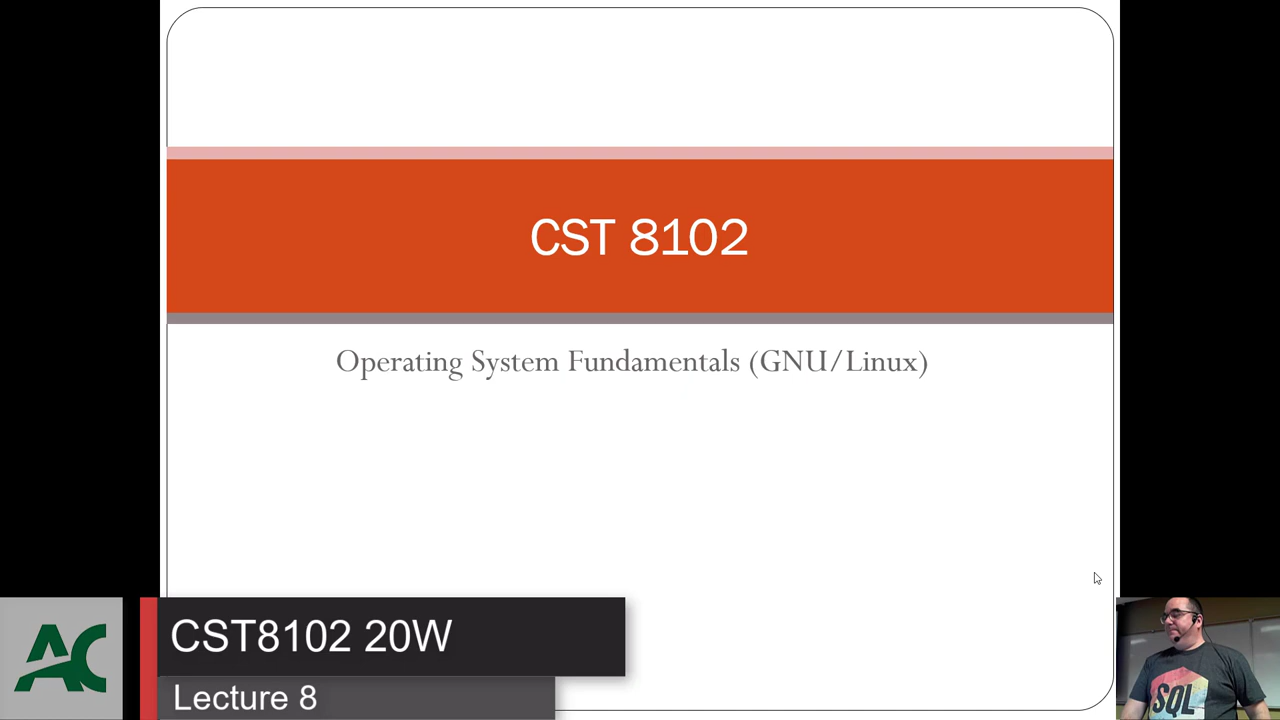 CST 8102
Operating System Fundamentals (GNU/Linux)
CST8102 20W
Lecture 8
AC
SQL